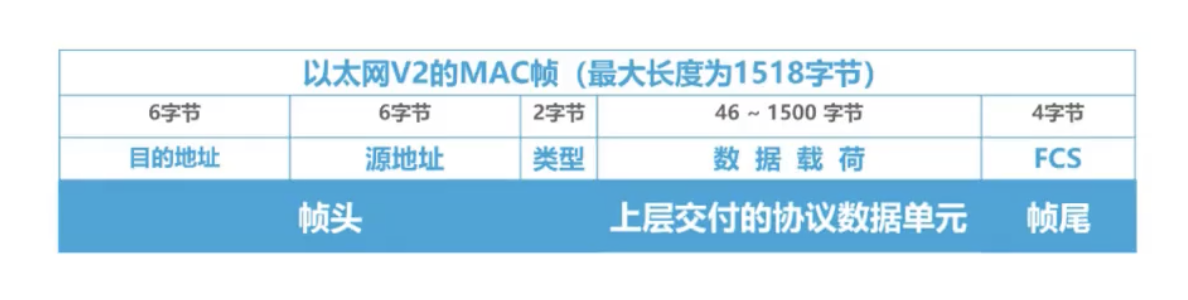 以太网V2的MAC帧（最大长度为1518字节）
6字节 6字节 2字节 46 ~ 1500 字节 4字节
目的地址 源地址 类型 数 据 载 荷 FCS
帧头 上层交付的协议数据单元 帧尾